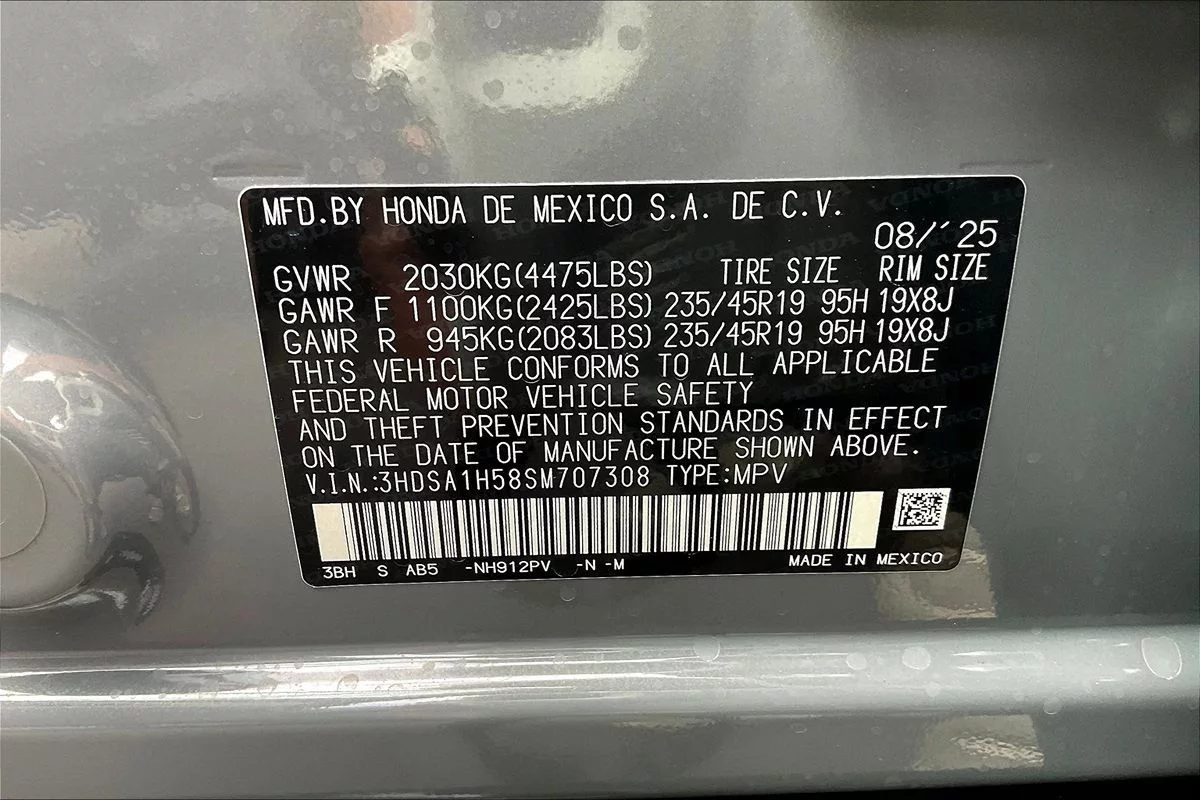 MFD.BY HONDA DE MEXICO S.A. DE C.V.
08/´25
GVWR 2030KG(4475LBS) TIRE SIZE RIM SIZE
GAWR F 1100KG(2425LBS) 235/45R19 95H 19X8J
GAWR R 945KG(2083LBS) 235/45R19 95H 19X8J
THIS VEHICLE CONFORMS TO ALL APPLICABLE
FEDERAL MOTOR VEHICLE SAFETY
AND THEFT PREVENTION STANDARDS IN EFFECT
ON THE DATE OF MANUFACTURE SHOWN ABOVE.
V.I.N.:3HDSA1H58SM707308 TYPE:MPV
3BH S AB5 -NH912PV -N -M MADE IN MEXICO